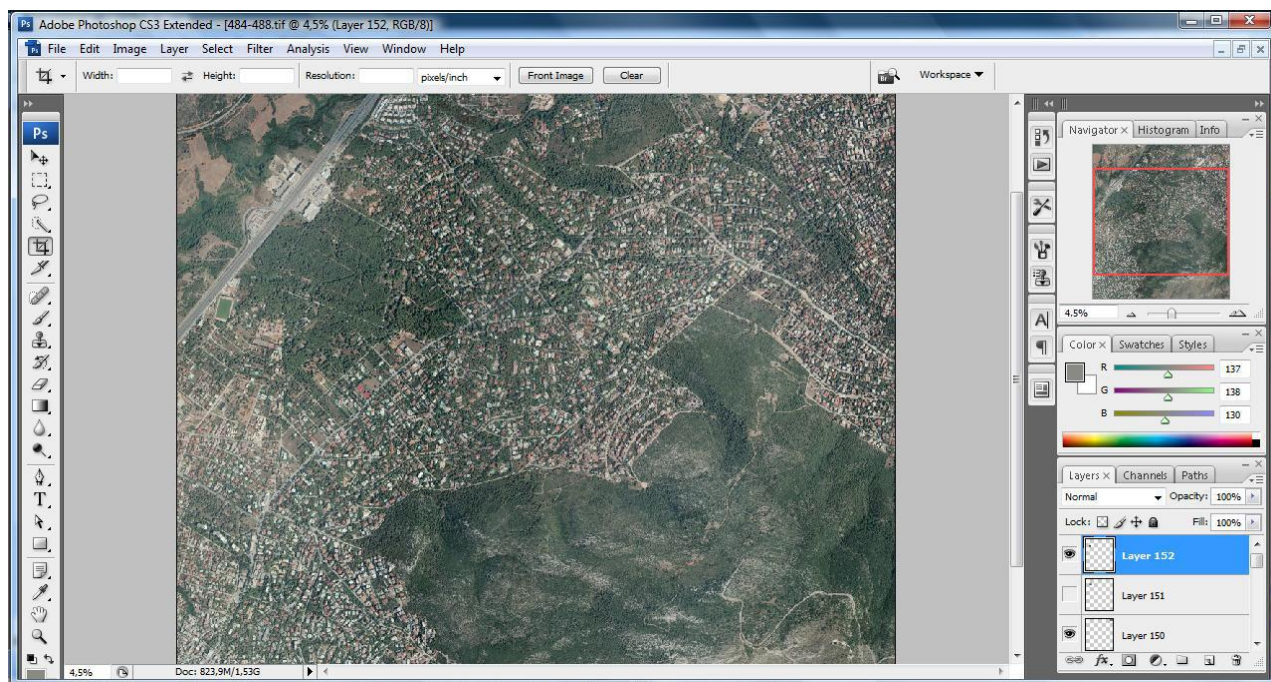 Ps Adobe Photoshop CS3 Extended - [484-488.tif @ 4,5% (Layer 152, RGB/8)]
File Edit Image Layer Select Filter Analysis View Window Help
Width: Height: Resolution: pixels/inch Front Image Clear Workspace
Ps
Navigator Histogram Info
4.5%
Color Swatches Styles
R 137
G 138
B 130
Layers Channels Paths
Normal Opacity: 100%
Lock: Fill: 100%
Layer 152
Layer 151
Layer 150
4,5% Doc: 823,9M/1,53G